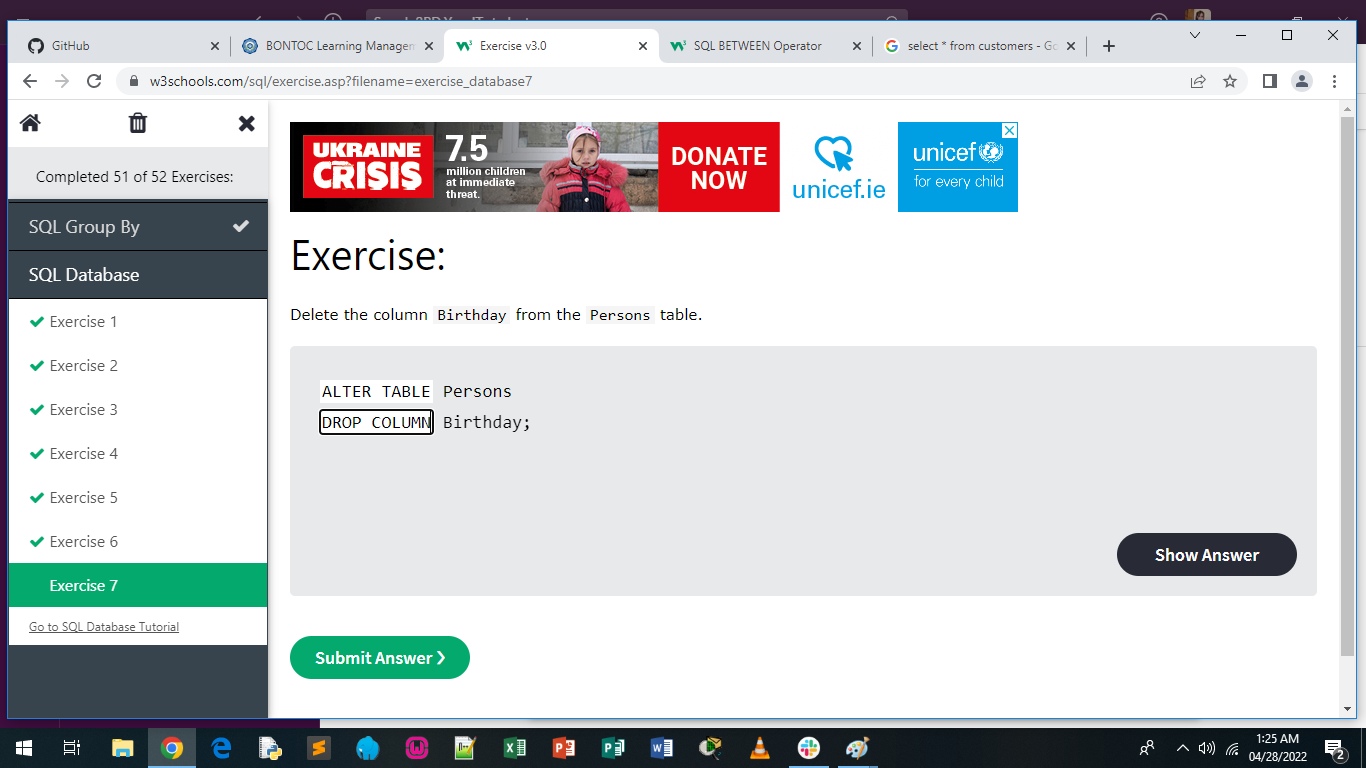 GitHub
BONTOC Learning Managen
Exercise v3.0
SQL BETWEEN Operator
select * from customers - Go
w3schools.com/sql/exercise.asp?filename=exercise_database7
Completed 51 of 52 Exercises:
SQL Group By
SQL Database
Exercise 1
Exercise 2
Exercise 3
Exercise 4
Exercise 5
Exercise 6
Exercise 7
Go to SQL Database Tutorial
UKRAINE
CRISIS
7.5
million children
at immediate
threat.
DONATE
NOW
unicef.ie
unicef
for every child
Exercise:
Delete the column Birthday from the Persons table.
ALTER TABLE Persons
DROP COLUMN Birthday;
Show Answer
Submit Answer ❯
1:25 AM
04/28/2022
2